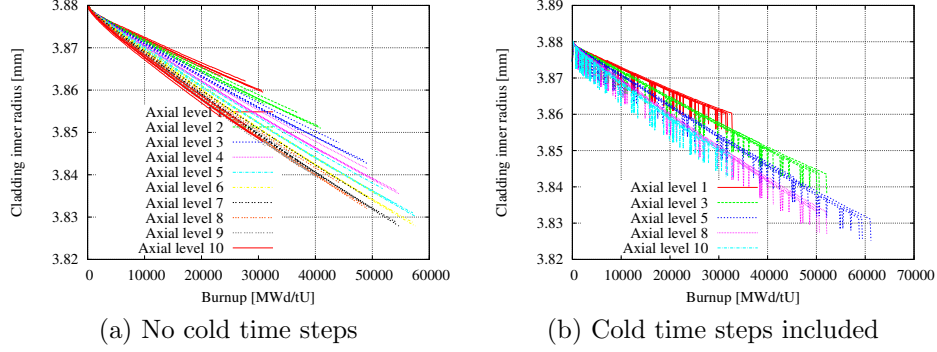 3.88
3.87
3.86
3.85
3.84
3.83
3.82
0
10000
20000
30000
40000
50000
60000
Cladding inner radius [mm]
Burnup [MWd/tU]
Axial level 1
Axial level 2
Axial level 3
Axial level 4
Axial level 5
Axial level 6
Axial level 7
Axial level 8
Axial level 9
Axial level 10
(a) No cold time steps
3.89
3.88
3.87
3.86
3.85
3.84
3.83
3.82
0
10000
20000
30000
40000
50000
60000
70000
Cladding inner radius [mm]
Burnup [MWd/tU]
Axial level 1
Axial level 3
Axial level 5
Axial level 8
Axial level 10
(b) Cold time steps included